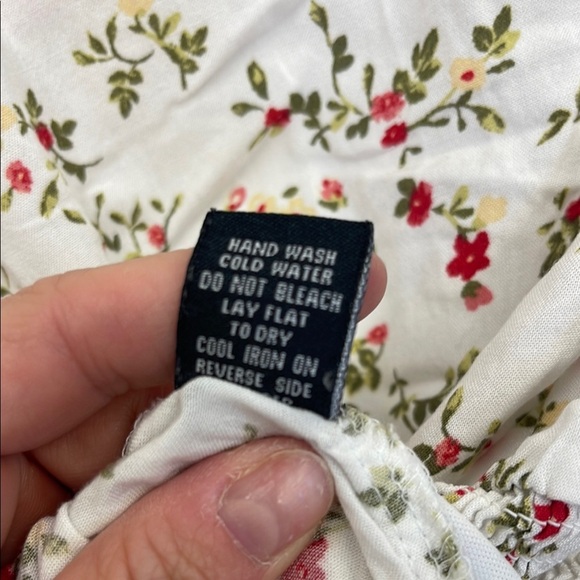 HAND WASH
COLD WATER
DO NOT BLEACH
LAY FLAT
TO DRY
COOL IRON ON
REVERSE SIDE